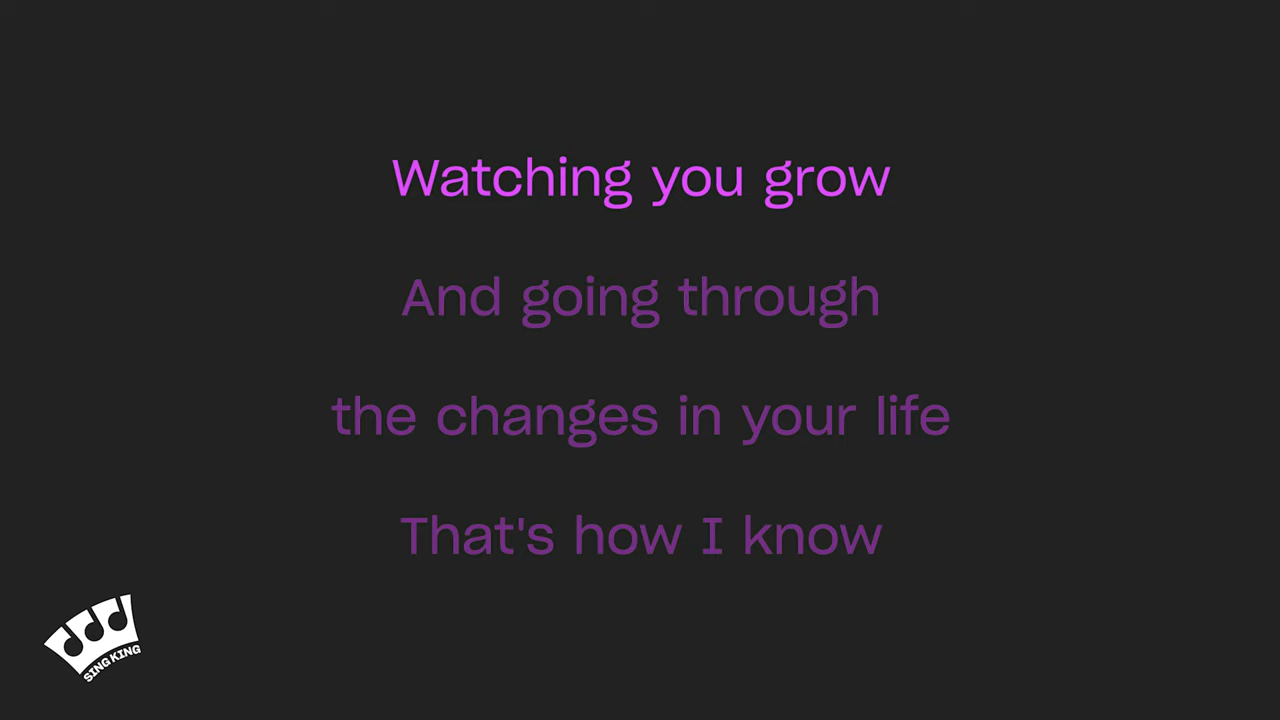 Watching you grow
And going through
the changes in your life
That's how I know
SING KING